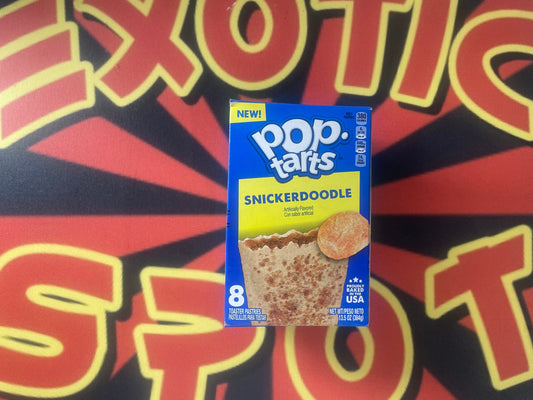 EXOTIC
NEW!
POP.
tarts
SNICKERDOODLE
Artificially Flavored
Con sabor artificial
8
TOASTER PASTRIES
PASTELILLOS PARA TOSTAR
PROUDLY
BAKED
IN THE
USA
NET WT/PESO NETO
13.5 OZ (384g)
SPOT